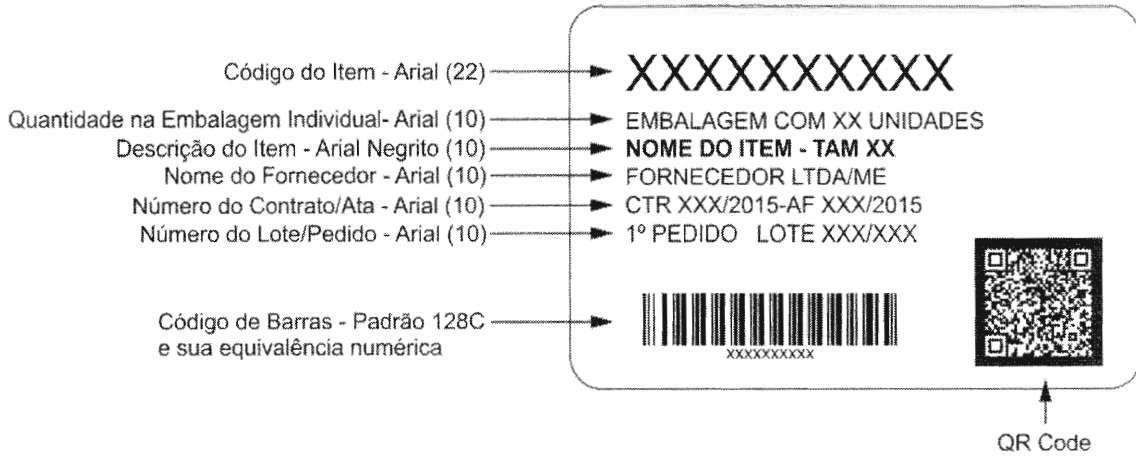 Código do Item - Arial (22)
XXXXXXXXXX
Quantidade na Embalagem Individual- Arial (10)
EMBALAGEM COM XX UNIDADES
Descrição do Item - Arial Negrito (10)
NOME DO ITEM - TAM XX
Nome do Fornecedor - Arial (10)
FORNECEDOR LTDA/ME
Número do Contrato/Ata - Arial (10)
CTR XXX/2015-AF XXX/2015
Número do Lote/Pedido - Arial (10)
1º PEDIDO LOTE XXX/XXX
Código de Barras - Padrão 128C
e sua equivalência numérica
XXXXXXXXXX
QR Code